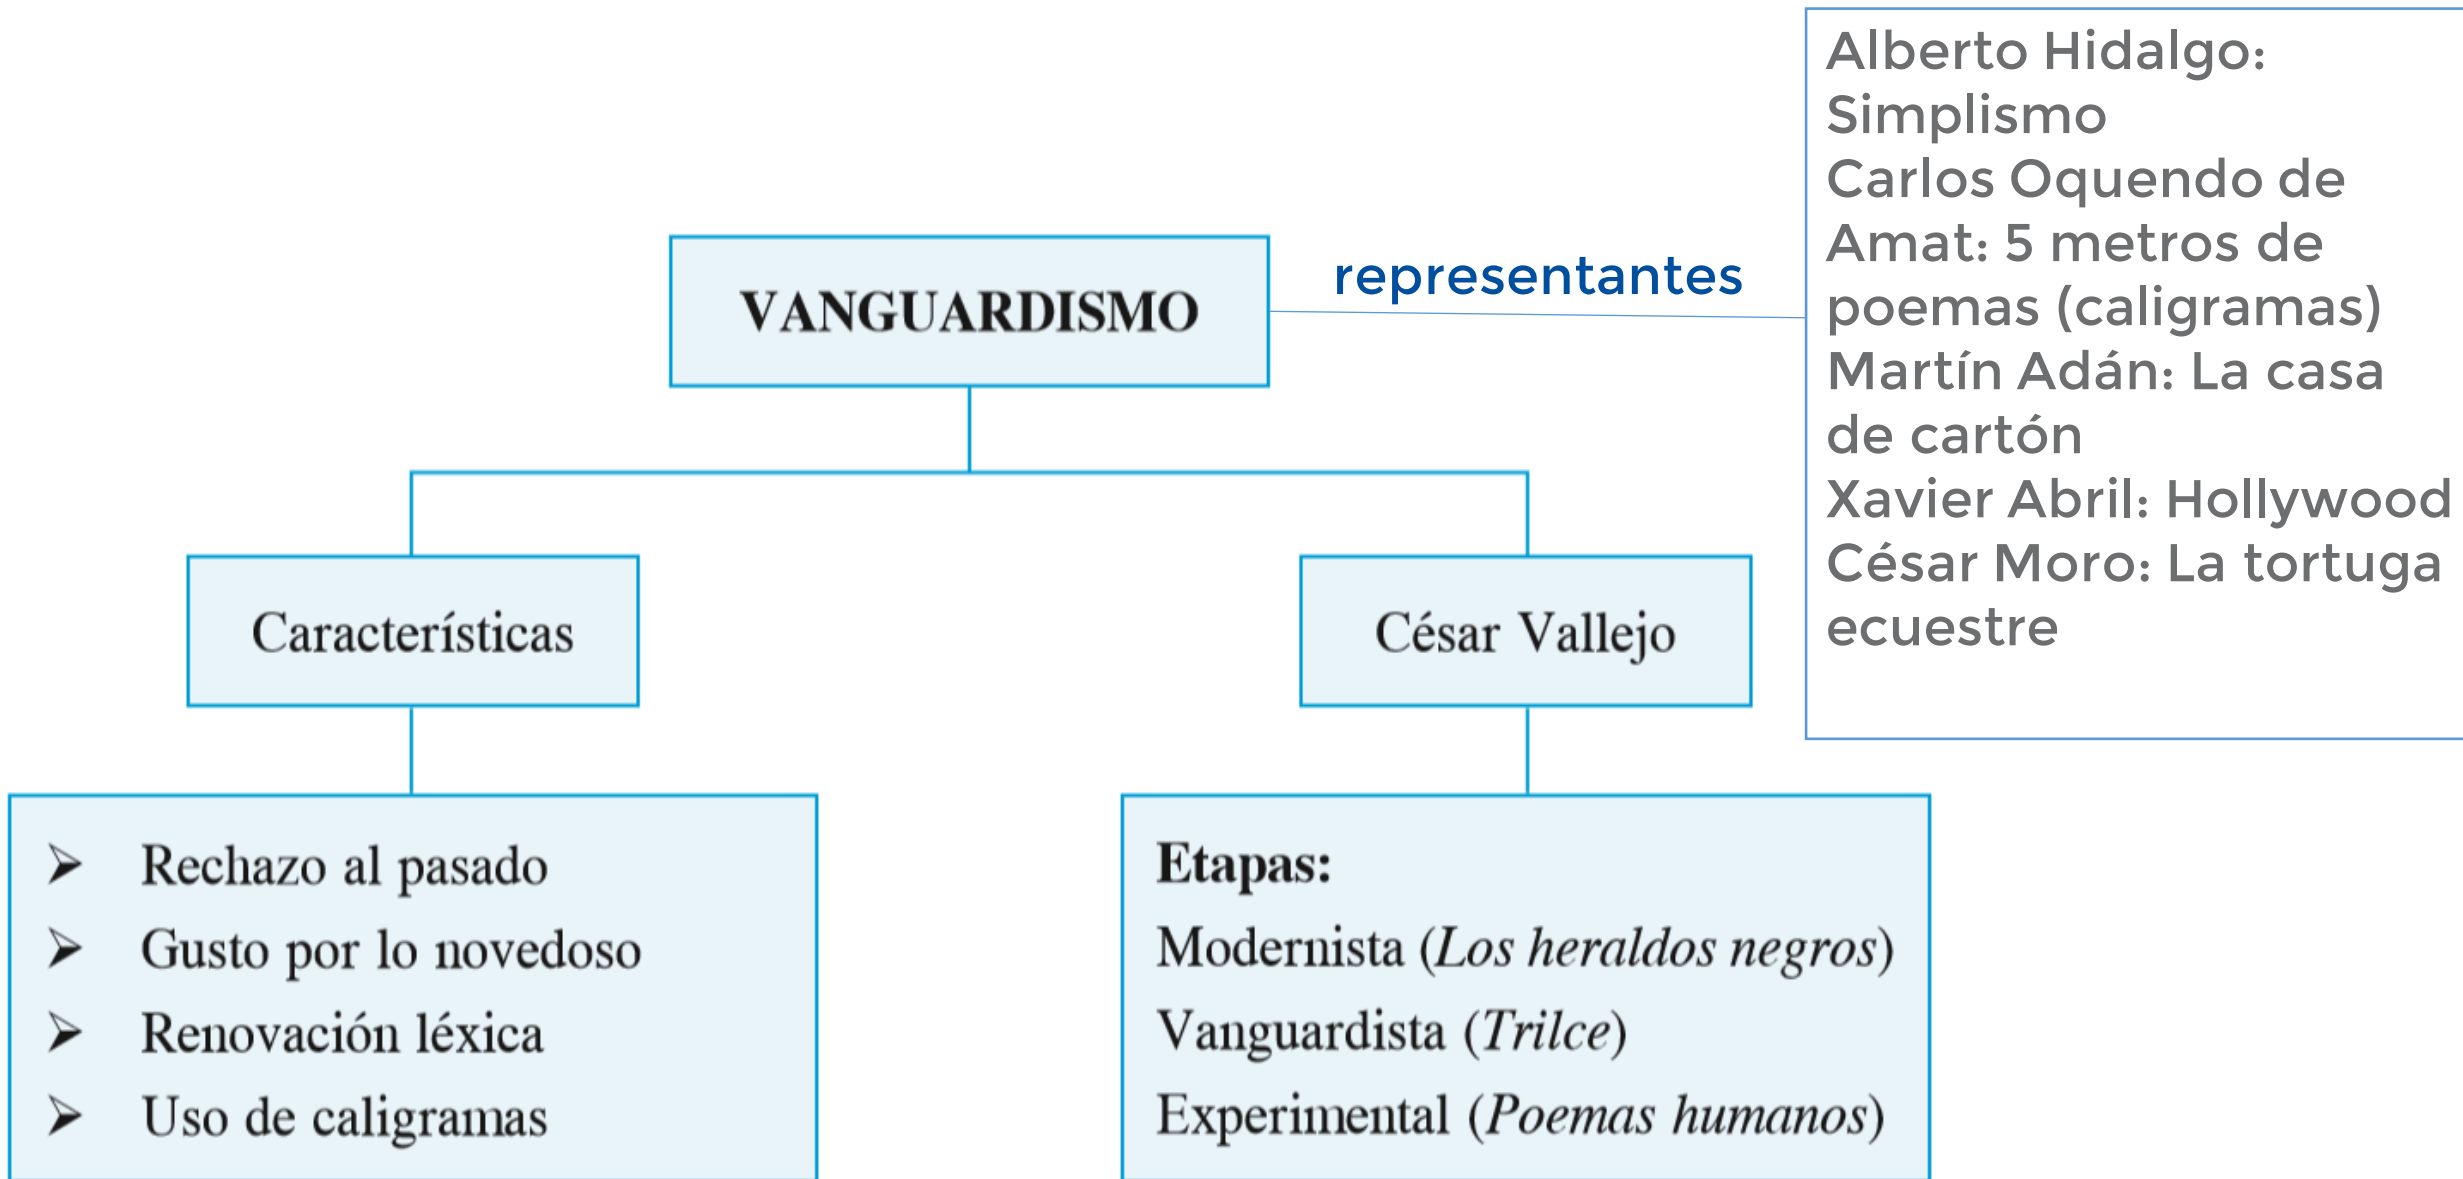 VANGUARDISMO
representantes
Alberto Hidalgo:
Simplismo
Carlos Oquendo de
Amat: 5 metros de
poemas (caligramas)
Martín Adán: La casa
de cartón
Xavier Abril: Hollywood
César Moro: La tortuga
ecuestre
Características
➢ Rechazo al pasado
➢ Gusto por lo novedoso
➢ Renovación léxica
➢ Uso de caligramas
César Vallejo
Etapas:
Modernista (Los heraldos negros)
Vanguardista (Trilce)
Experimental (Poemas humanos)